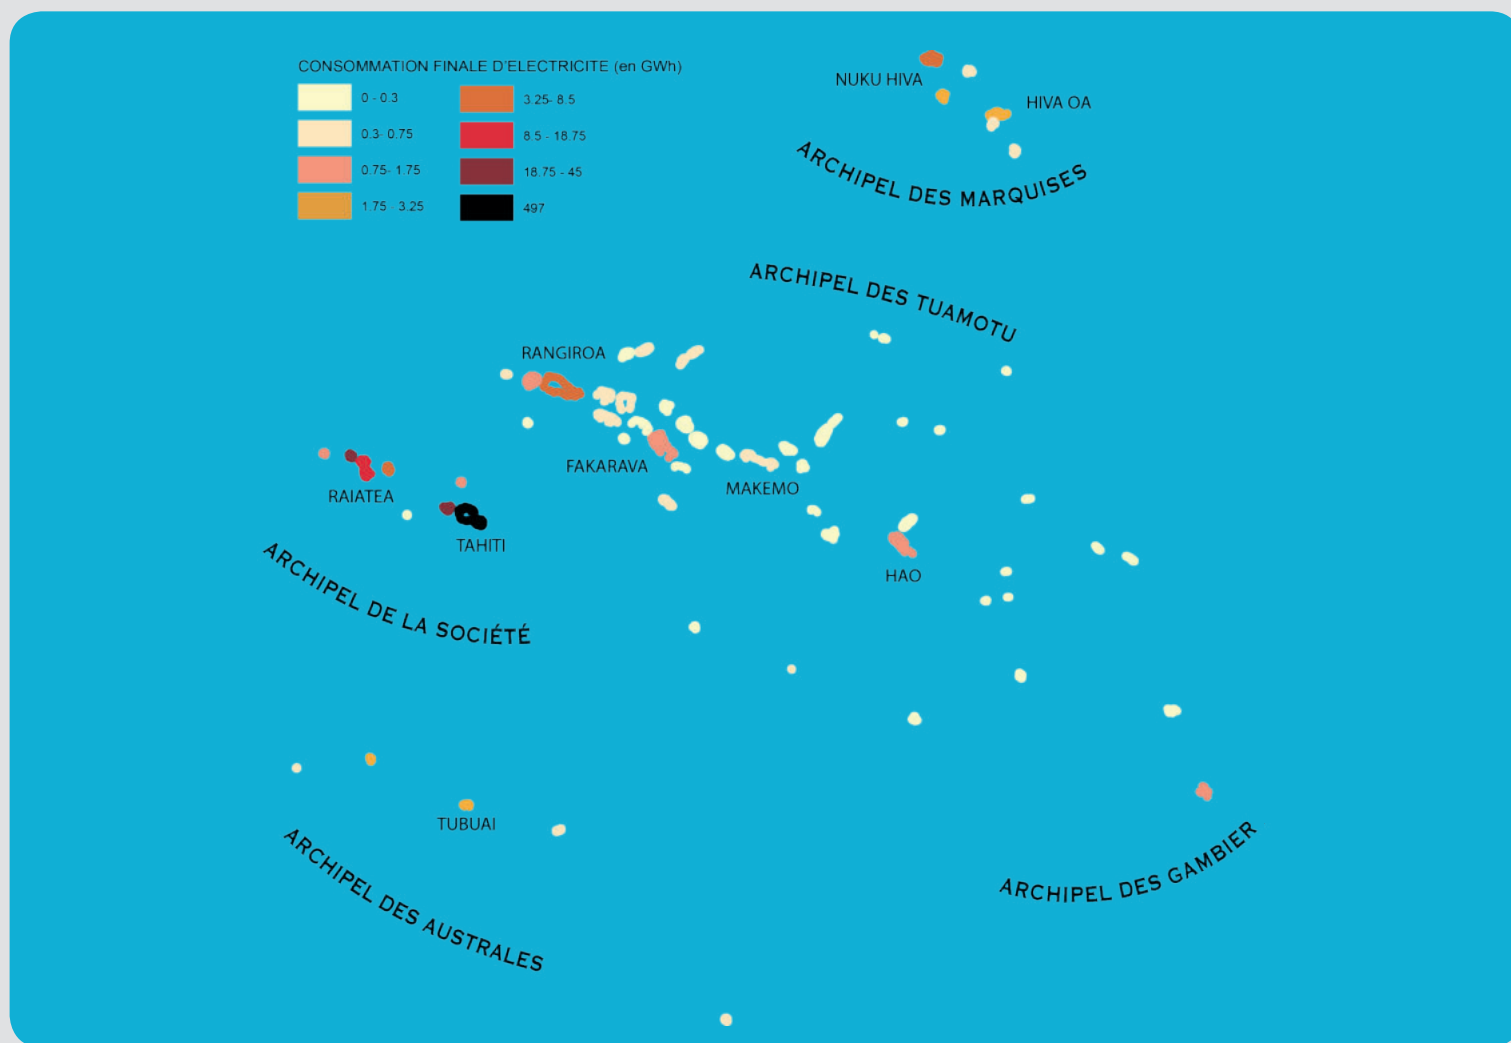 CONSOMMATION FINALE D'ELECTRICITE (en GWh)
0 - 0.3
0.3- 0.75
0.75- 1.75
1.75 - 3.25
3.25- 8.5
8.5 - 18.75
18.75 - 45
497
NUKU HIVA
HIVA OA
ARCHIPEL DES MARQUISES
ARCHIPEL DES TUAMOTU
RANGIROA
FAKARAVA
MAKEMO
RAIATEA
TAHITI
HAO
ARCHIPEL DE LA SOCIÉTÉ
TUBUAI
ARCHIPEL DES GAMBIER
ARCHIPEL DES AUSTRALES